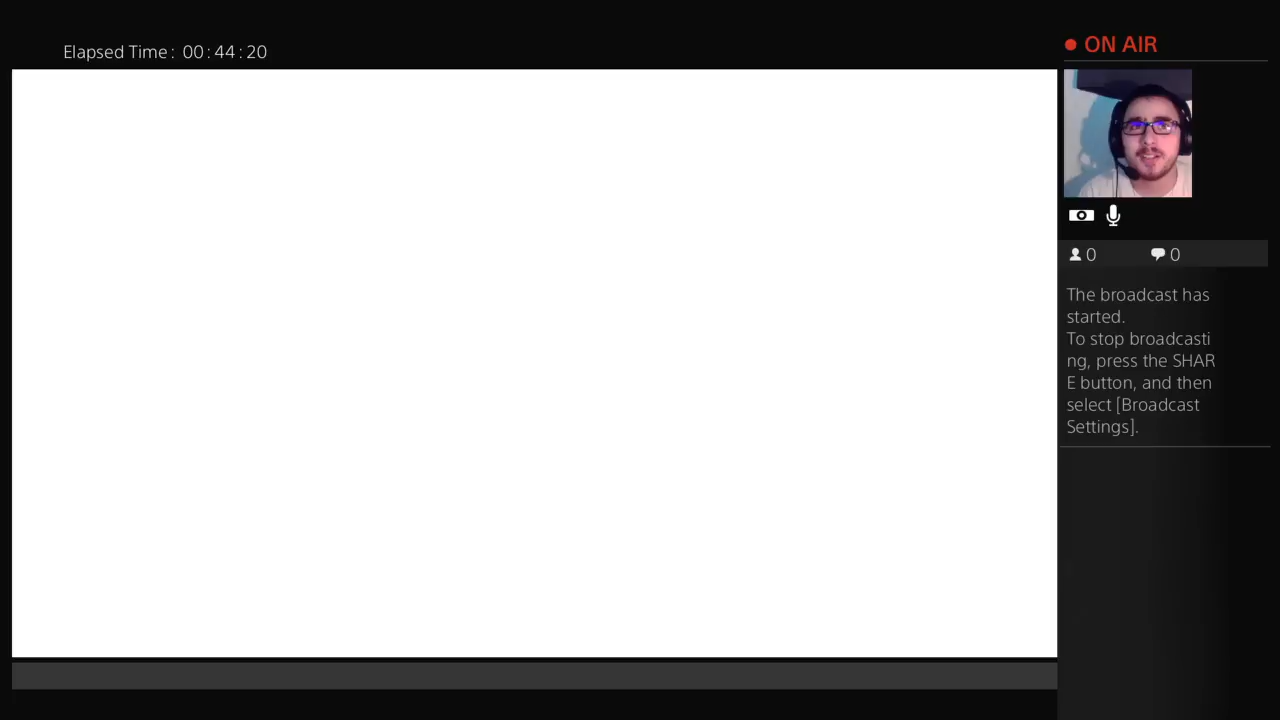 Elapsed Time: 00:44:20
ON AIR
0 0
The broadcast has
started.
To stop broadcasti
ng, press the SHAR
E button, and then
select [Broadcast
Settings].